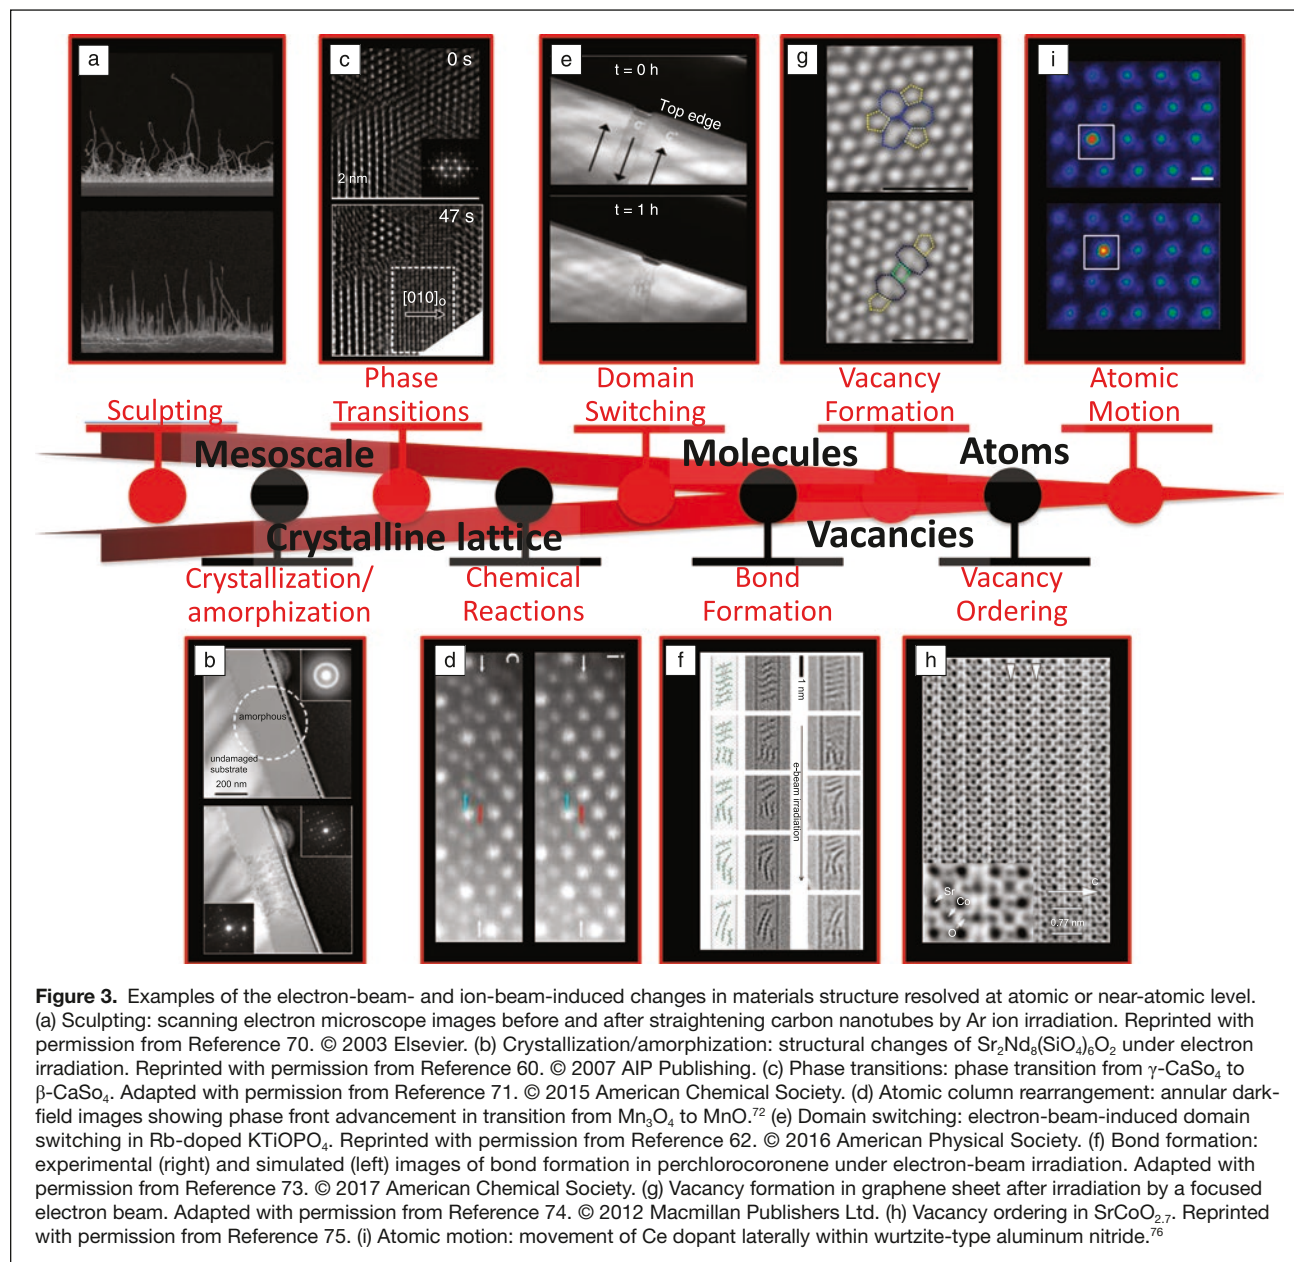 a
c
0 s
2 nm
47 s
[010]o
e
t = 0 h
Top edge
t = 1 h
g
i
Sculpting
Phase
Transitions
Domain
Switching
Vacancy
Formation
Atomic
Motion
Mesoscale
Molecules
Atoms
Crystalline lattice
Vacancies
Crystallization/
amorphization
Chemical
Reactions
Bond
Formation
Vacancy
Ordering
b
amorphous
undamaged
substrate
200 nm
d
f
1 nm
e-beam irradiation
h
Sr
Co
O
c
0.77 nm
Figure 3. Examples of the electron-beam- and ion-beam-induced changes in materials structure resolved at atomic or near-atomic level.
(a) Sculpting: scanning electron microscope images before and after straightening carbon nanotubes by Ar ion irradiation. Reprinted with
permission from Reference 70. © 2003 Elsevier. (b) Crystallization/amorphization: structural changes of Sr₂Nd₈(SiO₄)₆O₂ under electron
irradiation. Reprinted with permission from Reference 60. © 2007 AIP Publishing. (c) Phase transitions: phase transition from γ-CaSo₄ to
β-CaSo₄. Adapted with permission from Reference 71. © 2015 American Chemical Society. (d) Atomic column rearrangement: annular dark-
field images showing phase front advancement in transition from Mn₃O₄ to MnO.⁷² (e) Domain switching: electron-beam-induced domain
switching in Rb-doped KTiOPO₄. Reprinted with permission from Reference 62. © 2016 American Physical Society. (f) Bond formation:
experimental (right) and simulated (left) images of bond formation in perchlorocoronene under electron-beam irradiation. Adapted with
permission from Reference 73. © 2017 American Chemical Society. (g) Vacancy formation in graphene sheet after irradiation by a focused
electron beam. Adapted with permission from Reference 74. © 2012 Macmillan Publishers Ltd. (h) Vacancy ordering in SrCoO₂.₇. Reprinted
with permission from Reference 75. (i) Atomic motion: movement of Ce dopant laterally within wurtzite-type aluminum nitride.⁷⁶